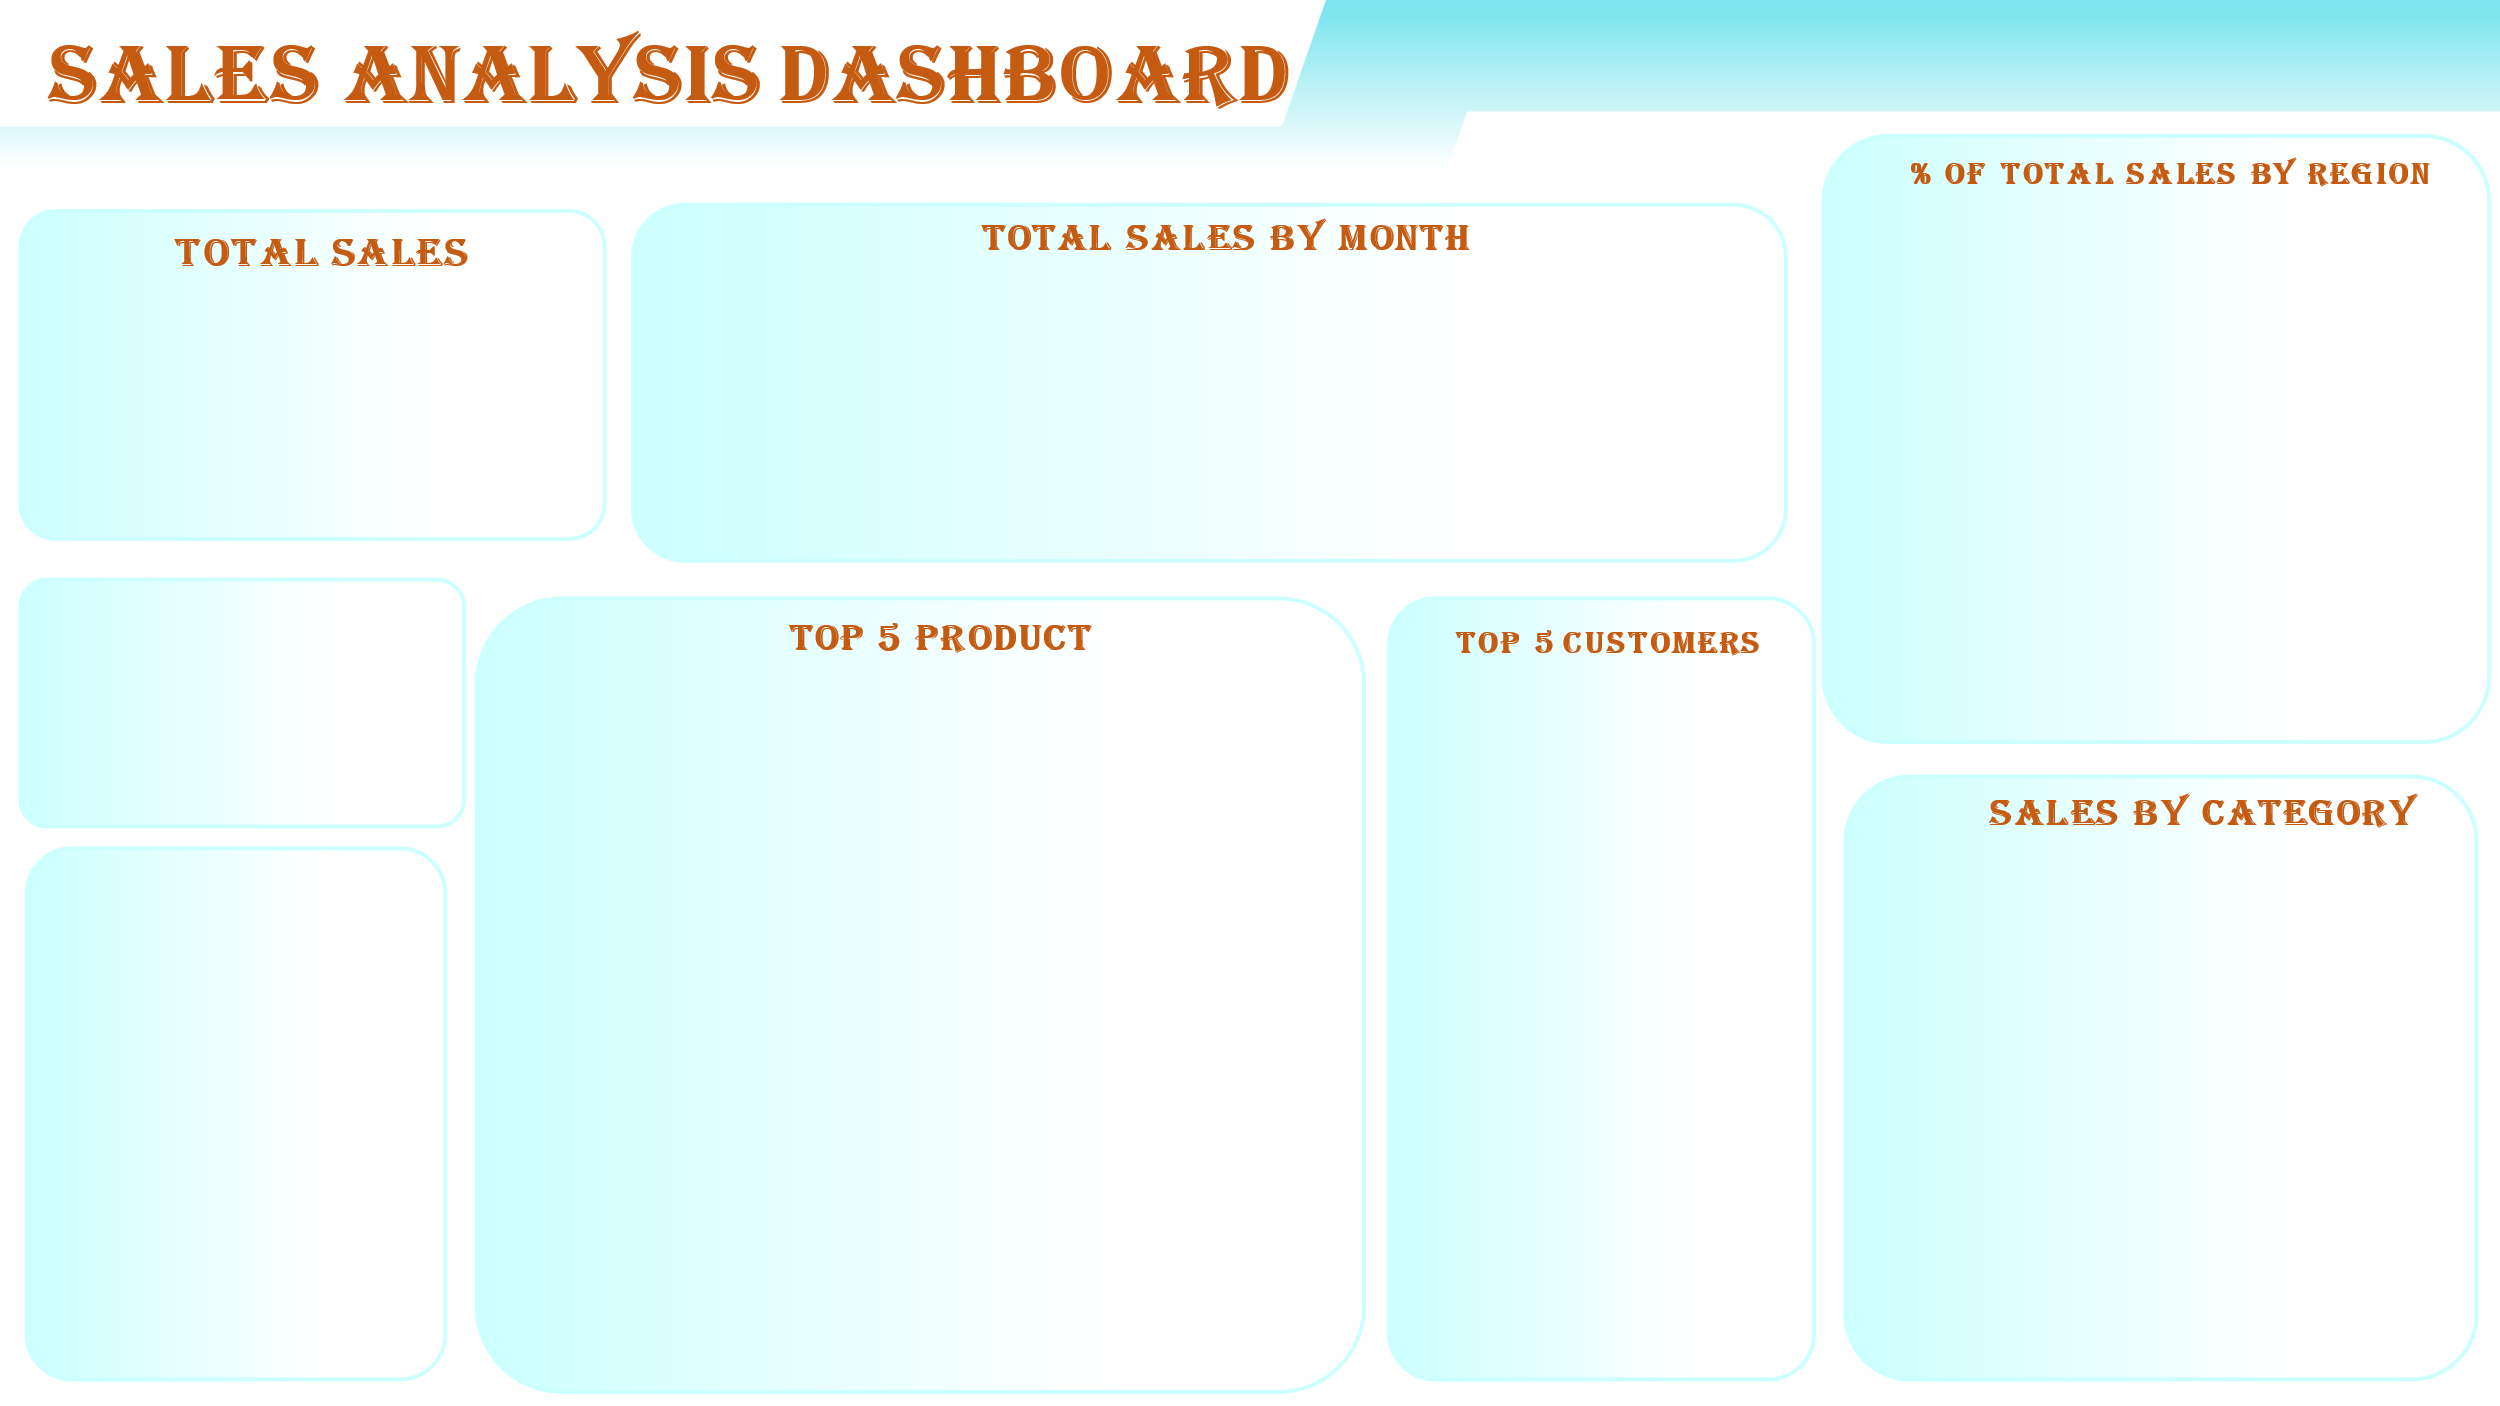 SALES ANALYSIS DASHBOARD
% OF TOTAL SALES BY REGION
TOTAL SALES
TOTAL SALES BY MONTH
TOP 5 PRODUCT
TOP 5 CUSTOMERS
SALES BY CATEGORY